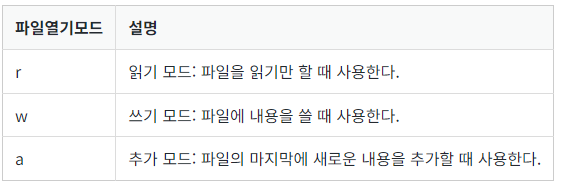 파일열기모드 설명
r 읽기 모드: 파일을 읽기만 할 때 사용한다.
w 쓰기 모드: 파일에 내용을 쓸 때 사용한다.
a 추가 모드: 파일의 마지막에 새로운 내용을 추가할 때 사용한다.